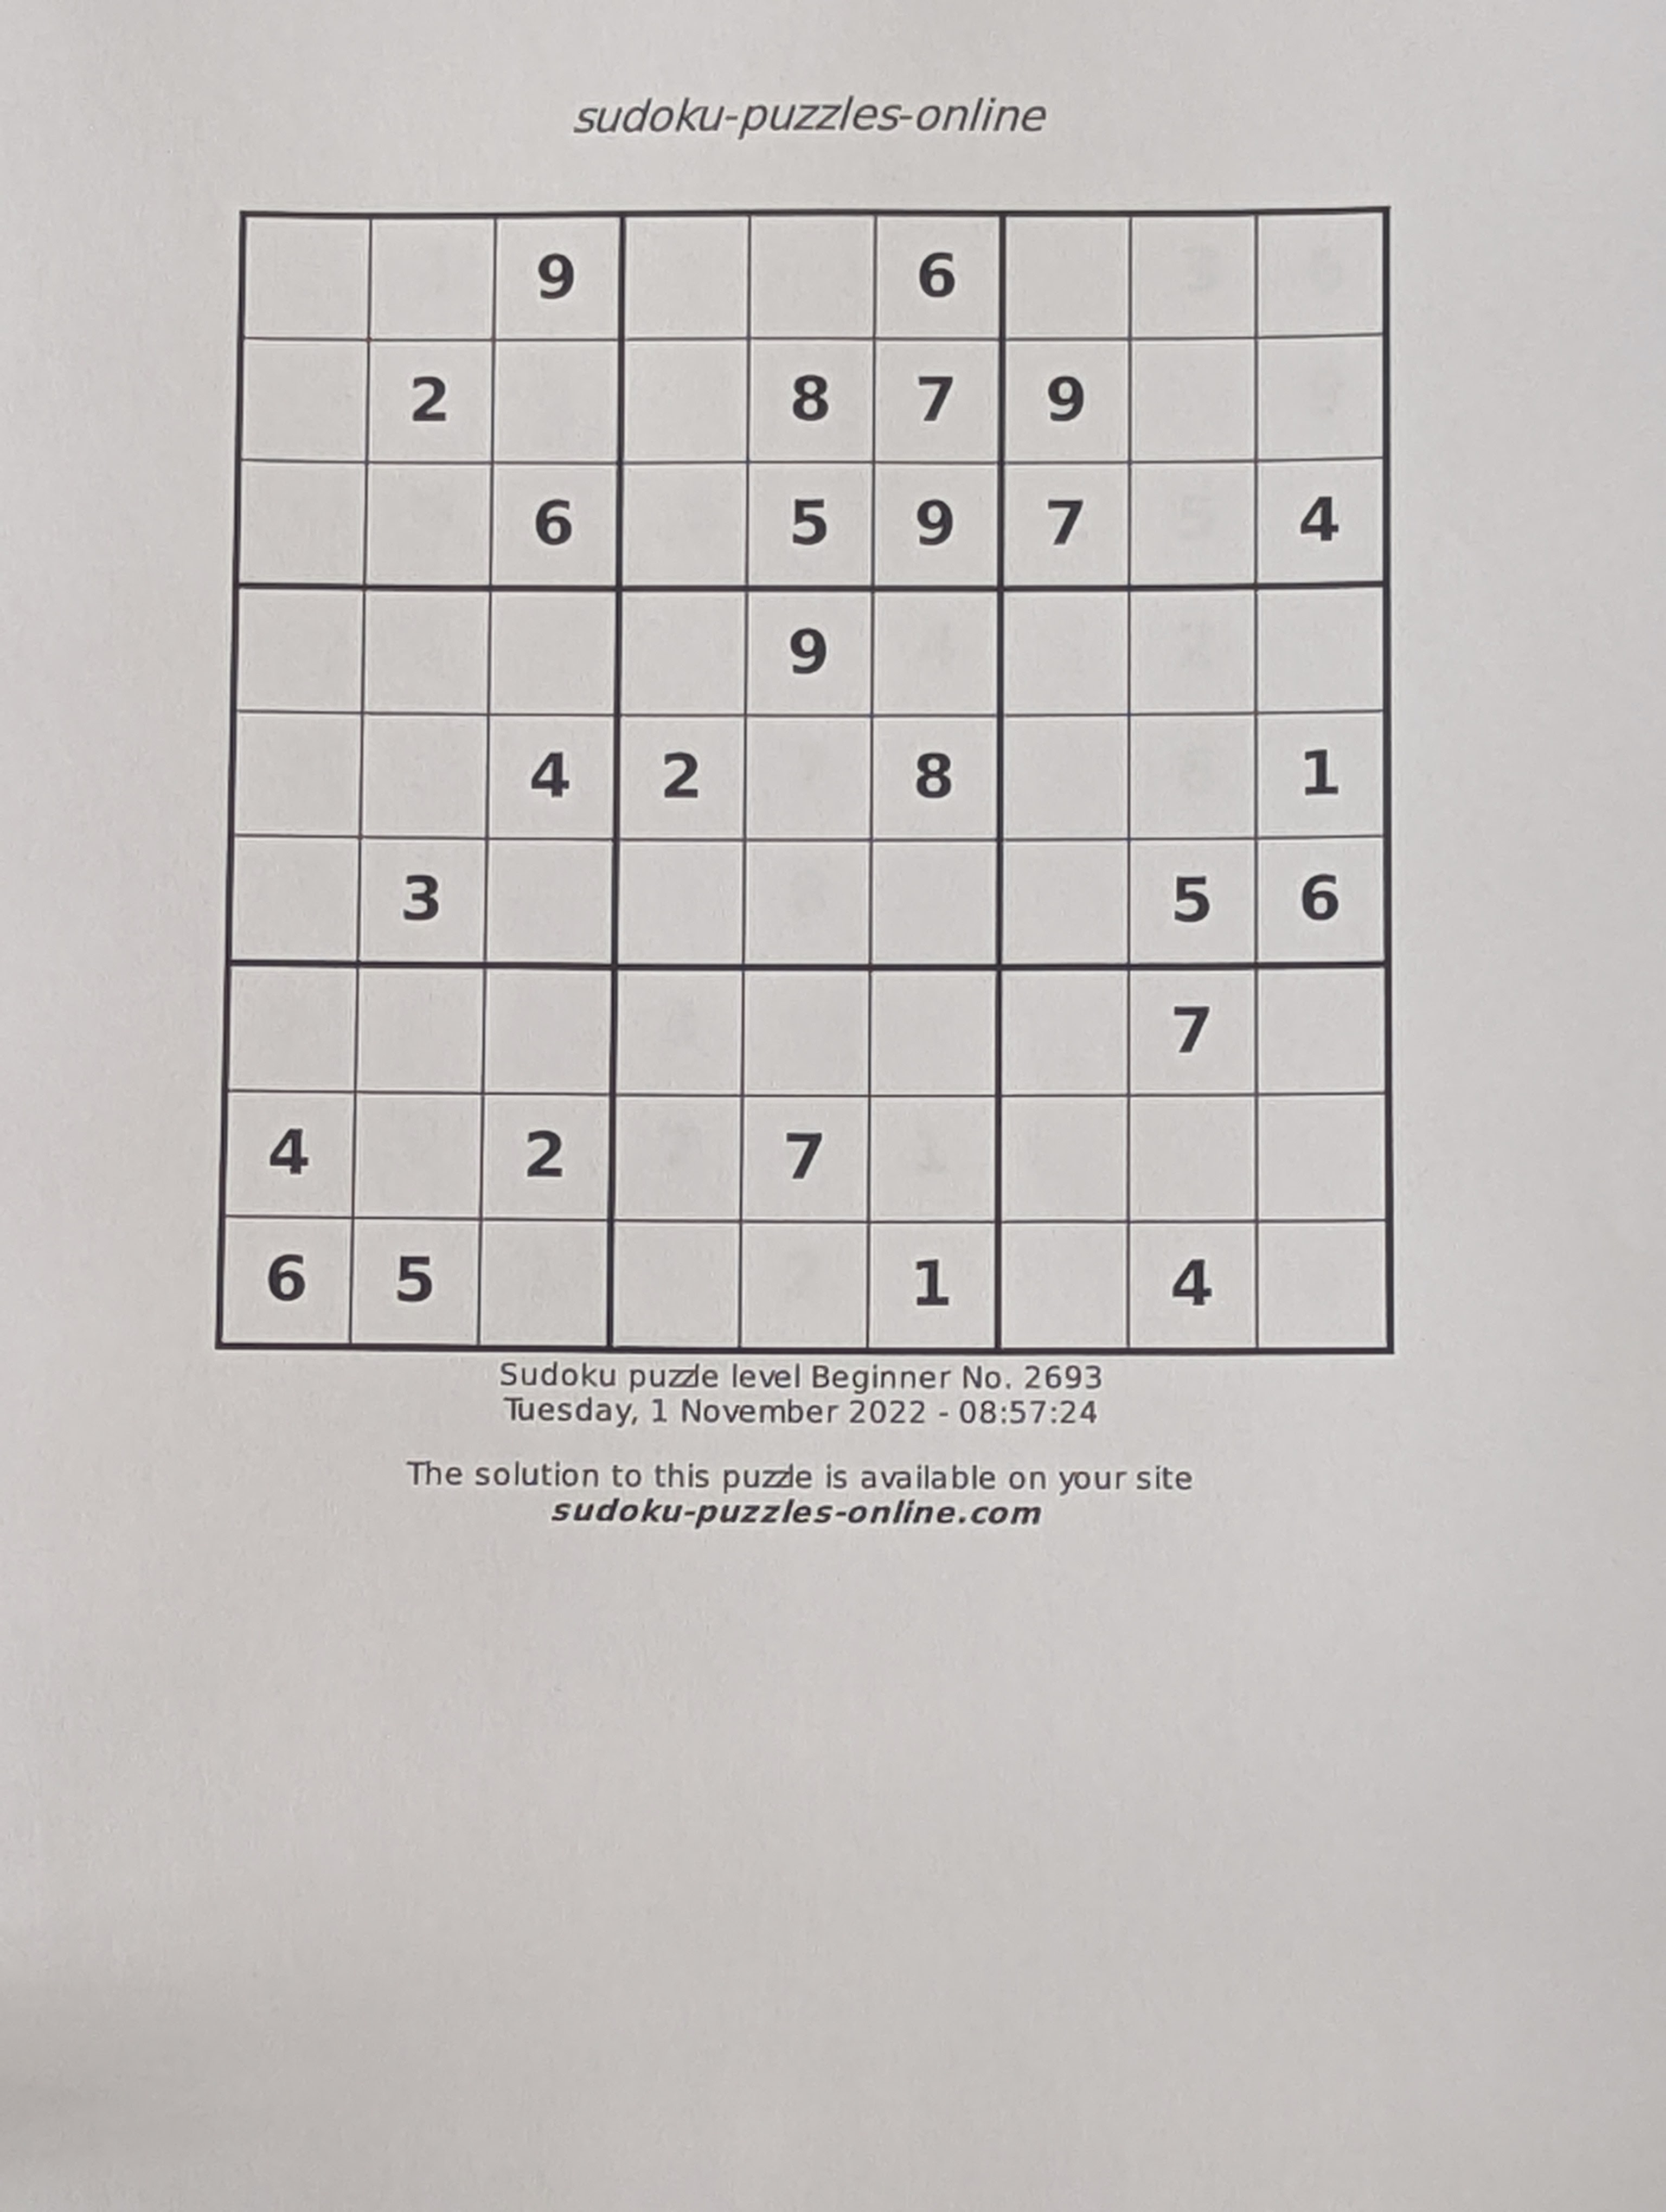 sudoku-puzzles-online
9 6
2 8 7 9
6 5 9 7 4
9
4 2 8 1
3 5 6
7
4 2 7
6 5 1 4
Sudoku puzzle level Beginner No. 2693
Tuesday, 1 November 2022 - 08:57:24
The solution to this puzzle is available on your site
sudoku-puzzles-online.com